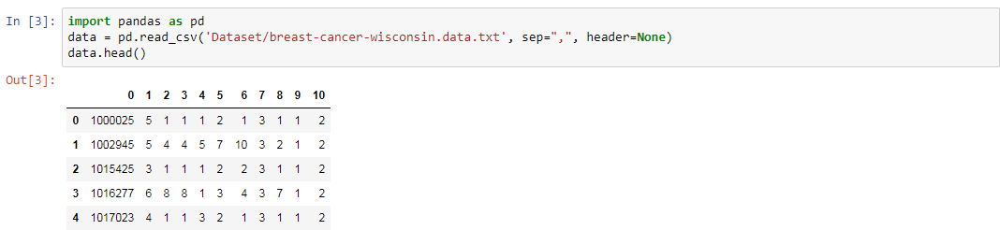 In [3]: import pandas as pd
data = pd.read_csv('Dataset/breast-cancer-wisconsin.data.txt', sep=",", header=None)
data.head()
Out[3]:
0 1 2 3 4 5 6 7 8 9 10
0 1000025 5 1 1 1 2 1 3 1 1 2
1 1002945 5 4 4 5 7 10 3 2 1 2
2 1015425 3 1 1 1 2 2 3 1 1 2
3 1016277 6 8 8 1 3 4 3 7 1 2
4 1017023 4 1 1 3 2 1 3 1 1 2